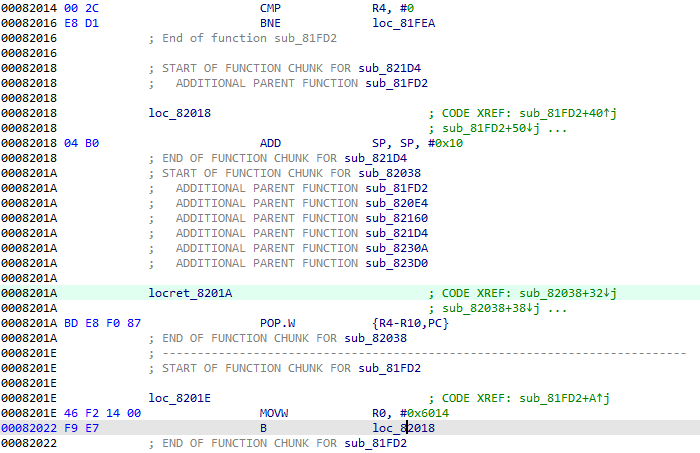 00082014 00 2C CMP R4, #0
00082016 E8 D1 BNE loc_81FEA
00082016 ; End of function sub_81FD2
00082016
00082018 ; START OF FUNCTION CHUNK FOR sub_821D4
00082018 ;   ADDITIONAL PARENT FUNCTION sub_81FD2
00082018
00082018 loc_82018 ; CODE XREF: sub_81FD2+40↑j
00082018 ; sub_81FD2+50↓j ...
00082018 04 B0 ADD SP, SP, #0x10
00082018 ; END OF FUNCTION CHUNK FOR sub_821D4
0008201A ; START OF FUNCTION CHUNK FOR sub_82038
0008201A ;   ADDITIONAL PARENT FUNCTION sub_81FD2
0008201A ;   ADDITIONAL PARENT FUNCTION sub_820E4
0008201A ;   ADDITIONAL PARENT FUNCTION sub_82160
0008201A ;   ADDITIONAL PARENT FUNCTION sub_821D4
0008201A ;   ADDITIONAL PARENT FUNCTION sub_8230A
0008201A ;   ADDITIONAL PARENT FUNCTION sub_823D0
0008201A
0008201A locret_8201A ; CODE XREF: sub_82038+32↓j
0008201A ; sub_82038+38↓j ...
0008201A BD E8 F0 87 POP.W {R4-R10,PC}
0008201A ; END OF FUNCTION CHUNK FOR sub_82038
0008201E ; ---------------------------------------------------------------------------
0008201E ; START OF FUNCTION CHUNK FOR sub_81FD2
0008201E
0008201E loc_8201E ; CODE XREF: sub_81FD2+A↑j
0008201E 46 F2 14 00 MOVW R0, #0x6014
00082022 F9 E7 B loc_82018
00082022 ; END OF FUNCTION CHUNK FOR sub_81FD2